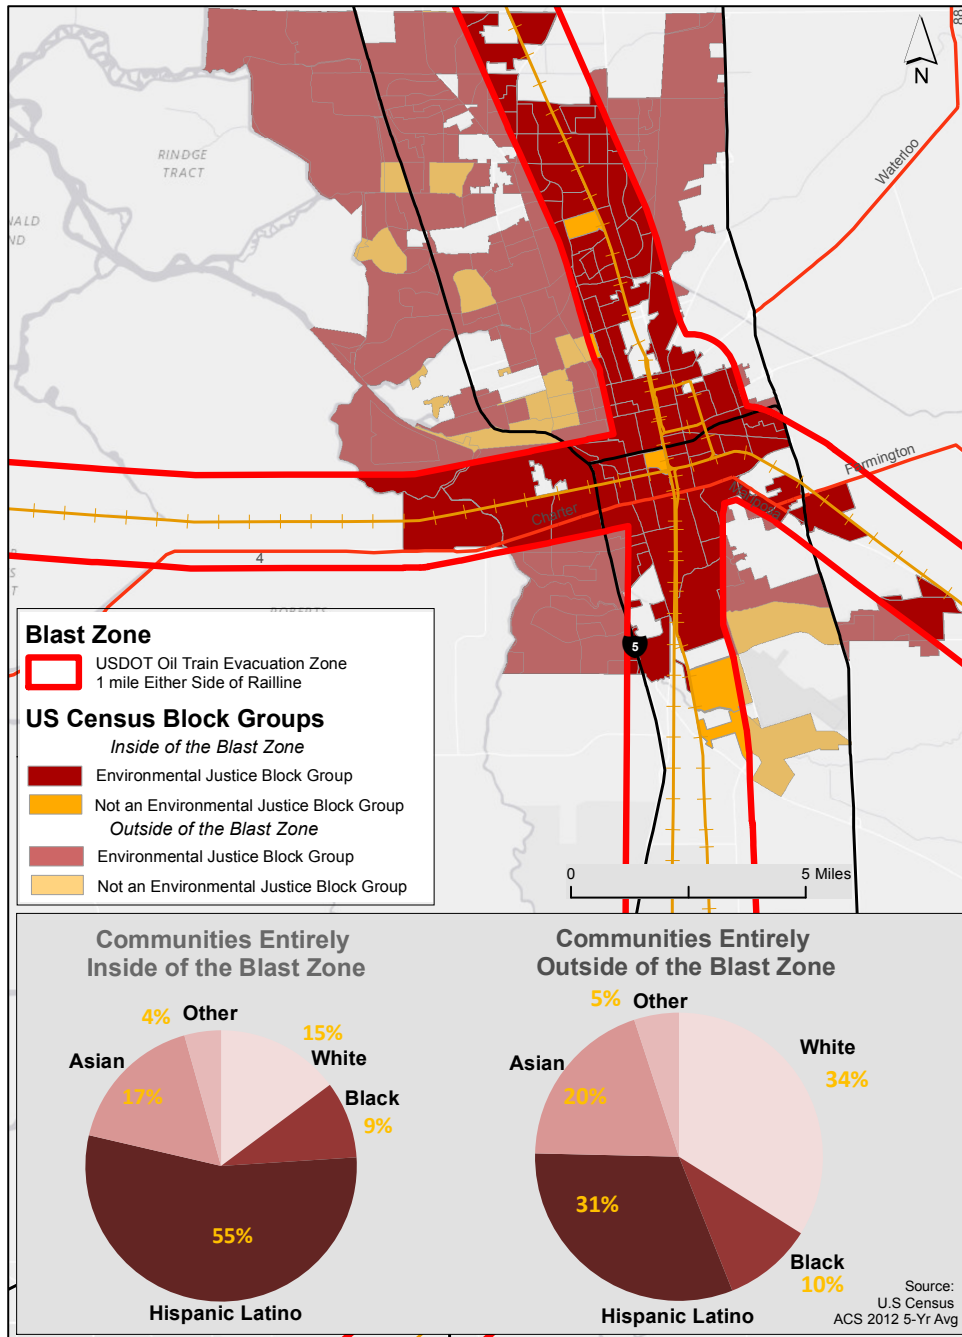 88
N
Waterloo
RINDGE
TRACT
NALD
ND
Farmington
Mariposa
Charter
4
S
T
5
Blast Zone
USDOT Oil Train Evacuation Zone
1 mile Either Side of Railline
US Census Block Groups
Inside of the Blast Zone
Environmental Justice Block Group
Not an Environmental Justice Block Group
Outside of the Blast Zone
Environmental Justice Block Group
Not an Environmental Justice Block Group
0 5 Miles
Communities Entirely
Inside of the Blast Zone
4% Other
15%
White
Asian
17%
Black
9%
55%
Hispanic Latino
Communities Entirely
Outside of the Blast Zone
5% Other
White
34%
Asian
20%
31%
Black
10%
Hispanic Latino
Source:
U.S Census
ACS 2012 5-Yr Avg